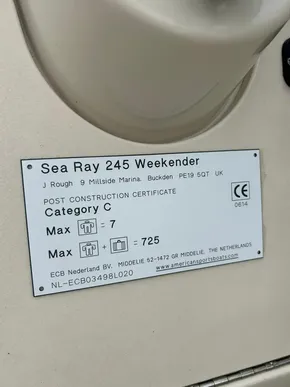 Sea Ray 245 Weekender
J Rough 9 Millside Marina. Buckden PE19 5QT UK
POST CONSTRUCTION CERTIFICATE
Category C
CE
0614
Max = 7
Max + = 725
ECB Nederland BV. MIDDELIE 52-1472 GR MIDDELIE, THE NETHERLANDS
NL-ECB03498L020 www.americansportsboats.com